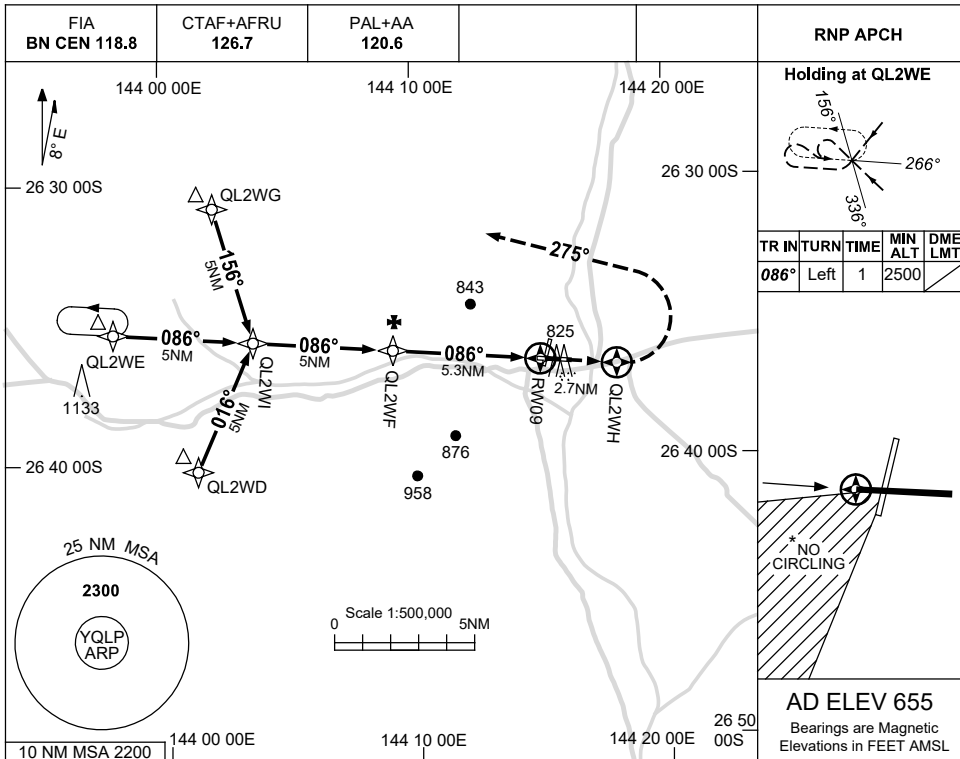 FIA
BN CEN 118.8
CTAF+AFRU
126.7
PAL+AA
120.6
RNP APCH
144 00 00E
144 10 00E
144 20 00E
8° E
26 30 00S
26 30 00S
QL2WG
156°
5NM
275°
843
825
QL2WE
086°
5NM
QL2WI
086°
5NM
QL2WF
086°
5.3NM
RW09
2.7NM
QL2WH
1133
016°
5NM
876
26 40 00S
26 40 00S
QL2WD
958
25 NM MSA
2300
YQLP
ARP
Scale 1:500,000
0
5NM
10 NM MSA 2200
144 00 00E
144 10 00E
144 20 00E
26 50
00S
Holding at QL2WE
156°
266°
336°
TR IN TURN TIME MIN ALT DME LMT
086° Left 1 2500
*NO
CIRCLING
AD ELEV 655
Bearings are Magnetic
Elevations in FEET AMSL